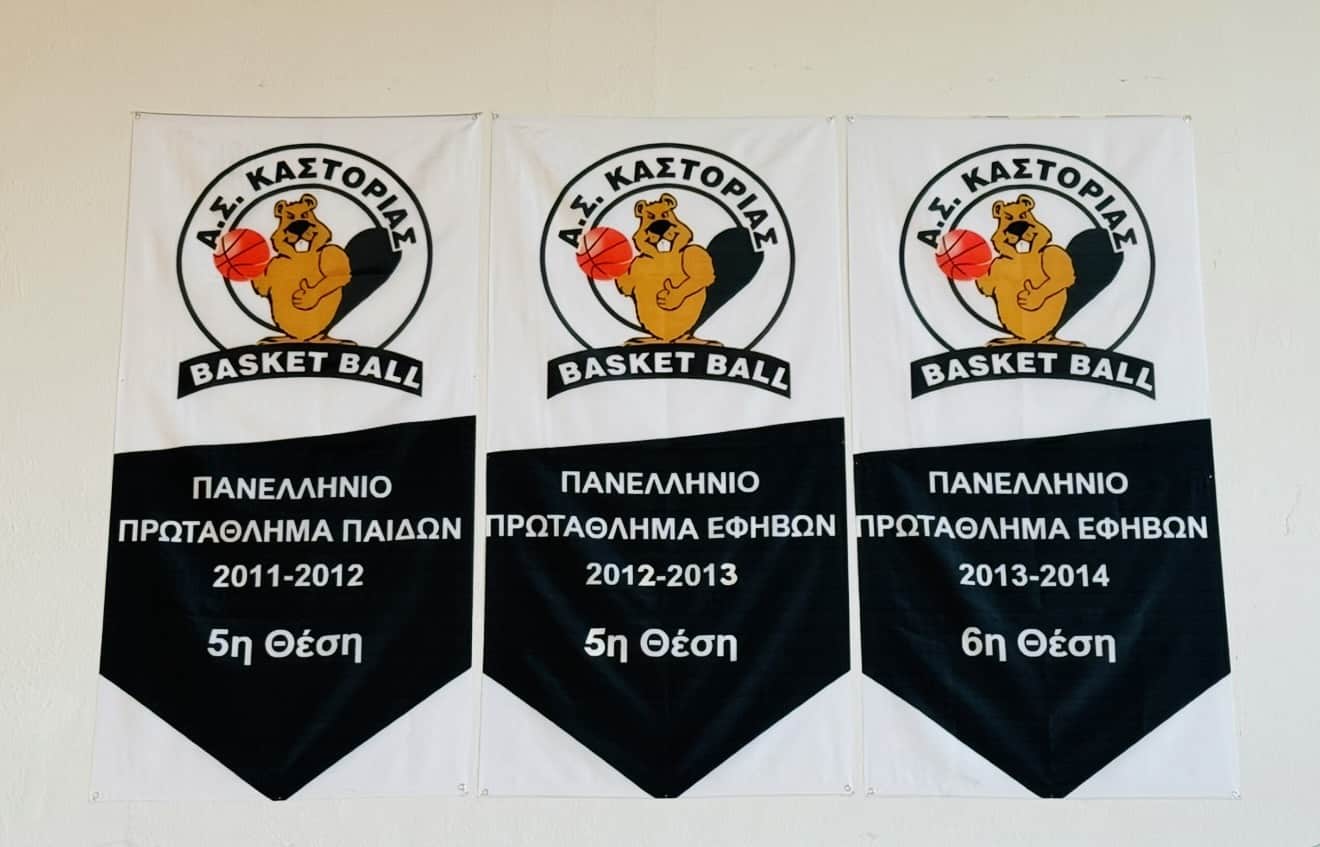 Α.Σ. ΚΑΣΤΟΡΙΑΣ
BASKET BALL
ΠΑΝΕΛΛΗΝΙΟ
ΠΡΩΤΑΘΛΗΜΑ ΠΑΙΔΩΝ
2011-2012
5η Θέση
Α.Σ. ΚΑΣΤΟΡΙΑΣ
BASKET BALL
ΠΑΝΕΛΛΗΝΙΟ
ΠΡΩΤΑΘΛΗΜΑ ΕΦΗΒΩΝ
2012-2013
5η Θέση
Α.Σ. ΚΑΣΤΟΡΙΑΣ
BASKET BALL
ΠΑΝΕΛΛΗΝΙΟ
ΠΡΩΤΑΘΛΗΜΑ ΕΦΗΒΩΝ
2013-2014
6η Θέση